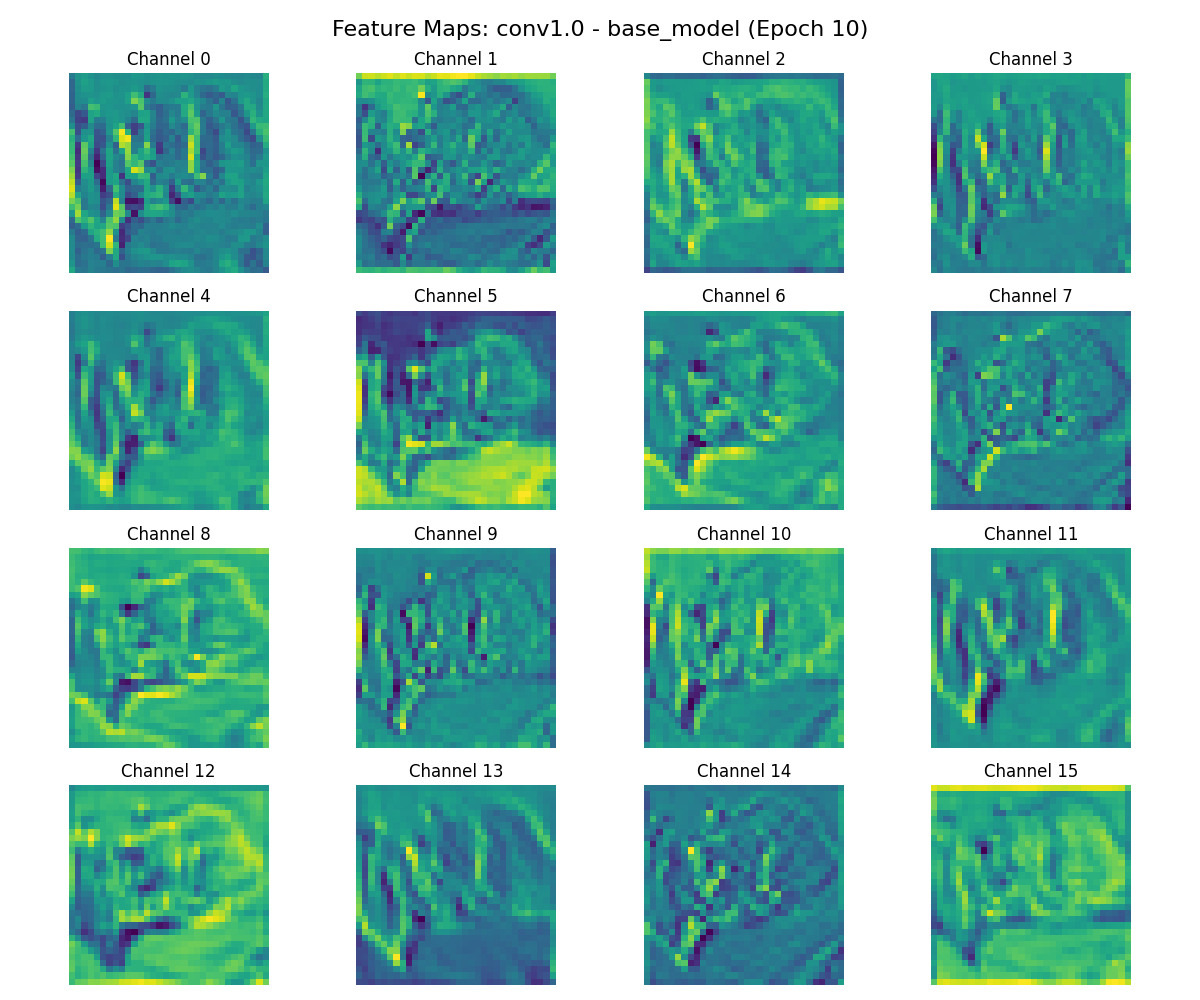 Feature Maps: conv1.0 - base_model (Epoch 10)
Channel 0 Channel 1 Channel 2 Channel 3
Channel 4 Channel 5 Channel 6 Channel 7
Channel 8 Channel 9 Channel 10 Channel 11
Channel 12 Channel 13 Channel 14 Channel 15